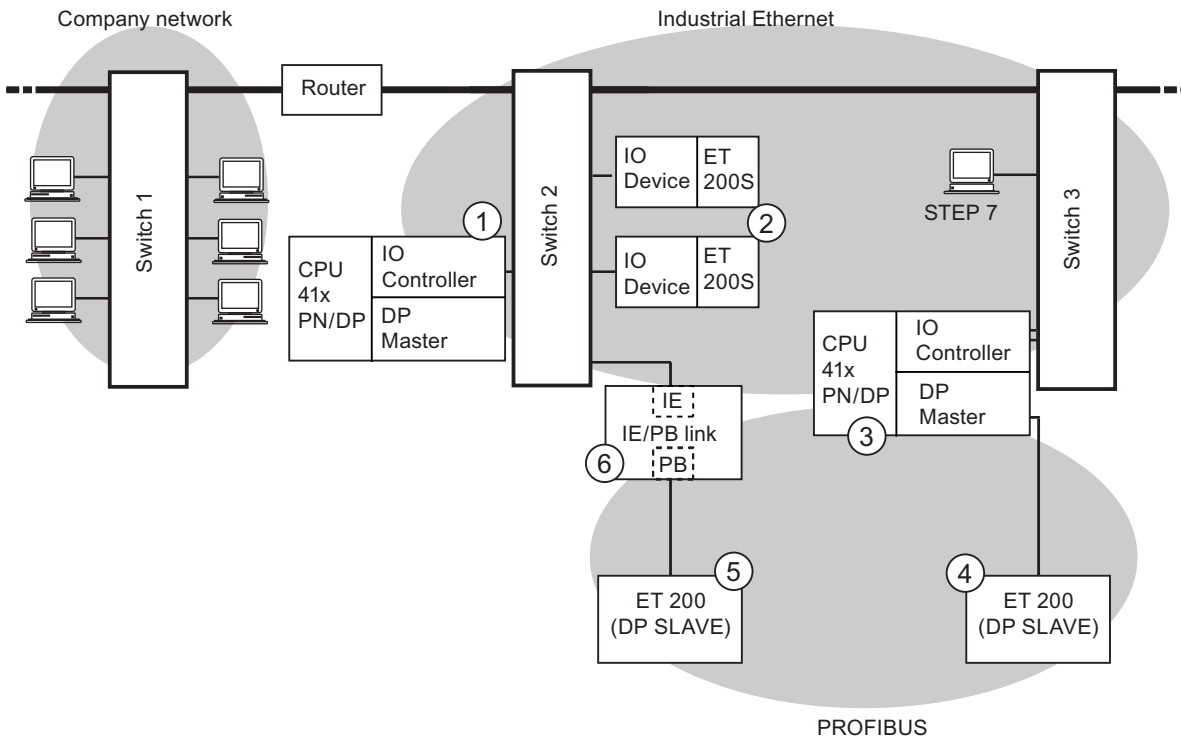 Company network
Industrial Ethernet
Router
Switch 1
Switch 2
Switch 3
IO
Device
ET
200S
2
IO
Device
ET
200S
STEP 7
1
CPU
41x
PN/DP
IO
Controller
DP
Master
CPU
41x
PN/DP
IO
Controller
DP
Master
3
IE
IE/PB link
PB
6
5
ET 200
(DP SLAVE)
4
ET 200
(DP SLAVE)
PROFIBUS